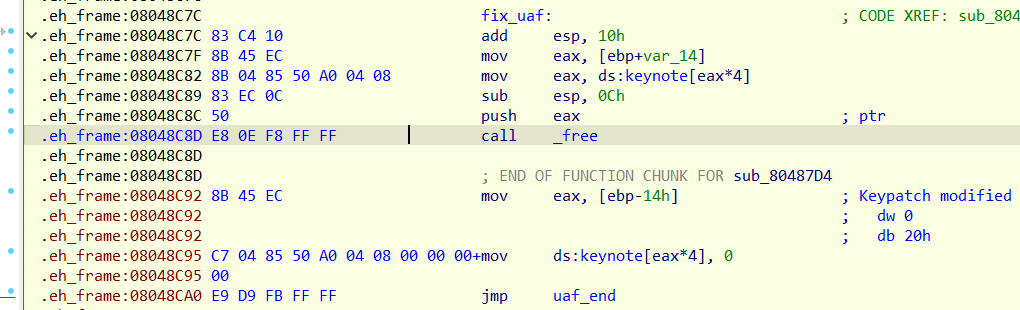 .eh_frame:08048C7C fix_uaf: ; CODE XREF: sub_804
.eh_frame:08048C7C 83 C4 10 add esp, 10h
.eh_frame:08048C7F 8B 45 EC mov eax, [ebp+var_14]
.eh_frame:08048C82 8B 04 85 50 A0 04 08 mov eax, ds:keynote[eax*4]
.eh_frame:08048C89 83 EC 0C sub esp, 0Ch
.eh_frame:08048C8C 50 push eax ; ptr
.eh_frame:08048C8D E8 0E F8 FF FF call _free
.eh_frame:08048C8D
.eh_frame:08048C8D ; END OF FUNCTION CHUNK FOR sub_80487D4
.eh_frame:08048C92 8B 45 EC mov eax, [ebp-14h] ; Keypatch modified
.eh_frame:08048C92 ; dw 0
.eh_frame:08048C92 ; db 20h
.eh_frame:08048C95 C7 04 85 50 A0 04 08 00 00 00+mov ds:keynote[eax*4], 0
.eh_frame:08048C95 00
.eh_frame:08048CA0 E9 D9 FB FF FF jmp uaf_end